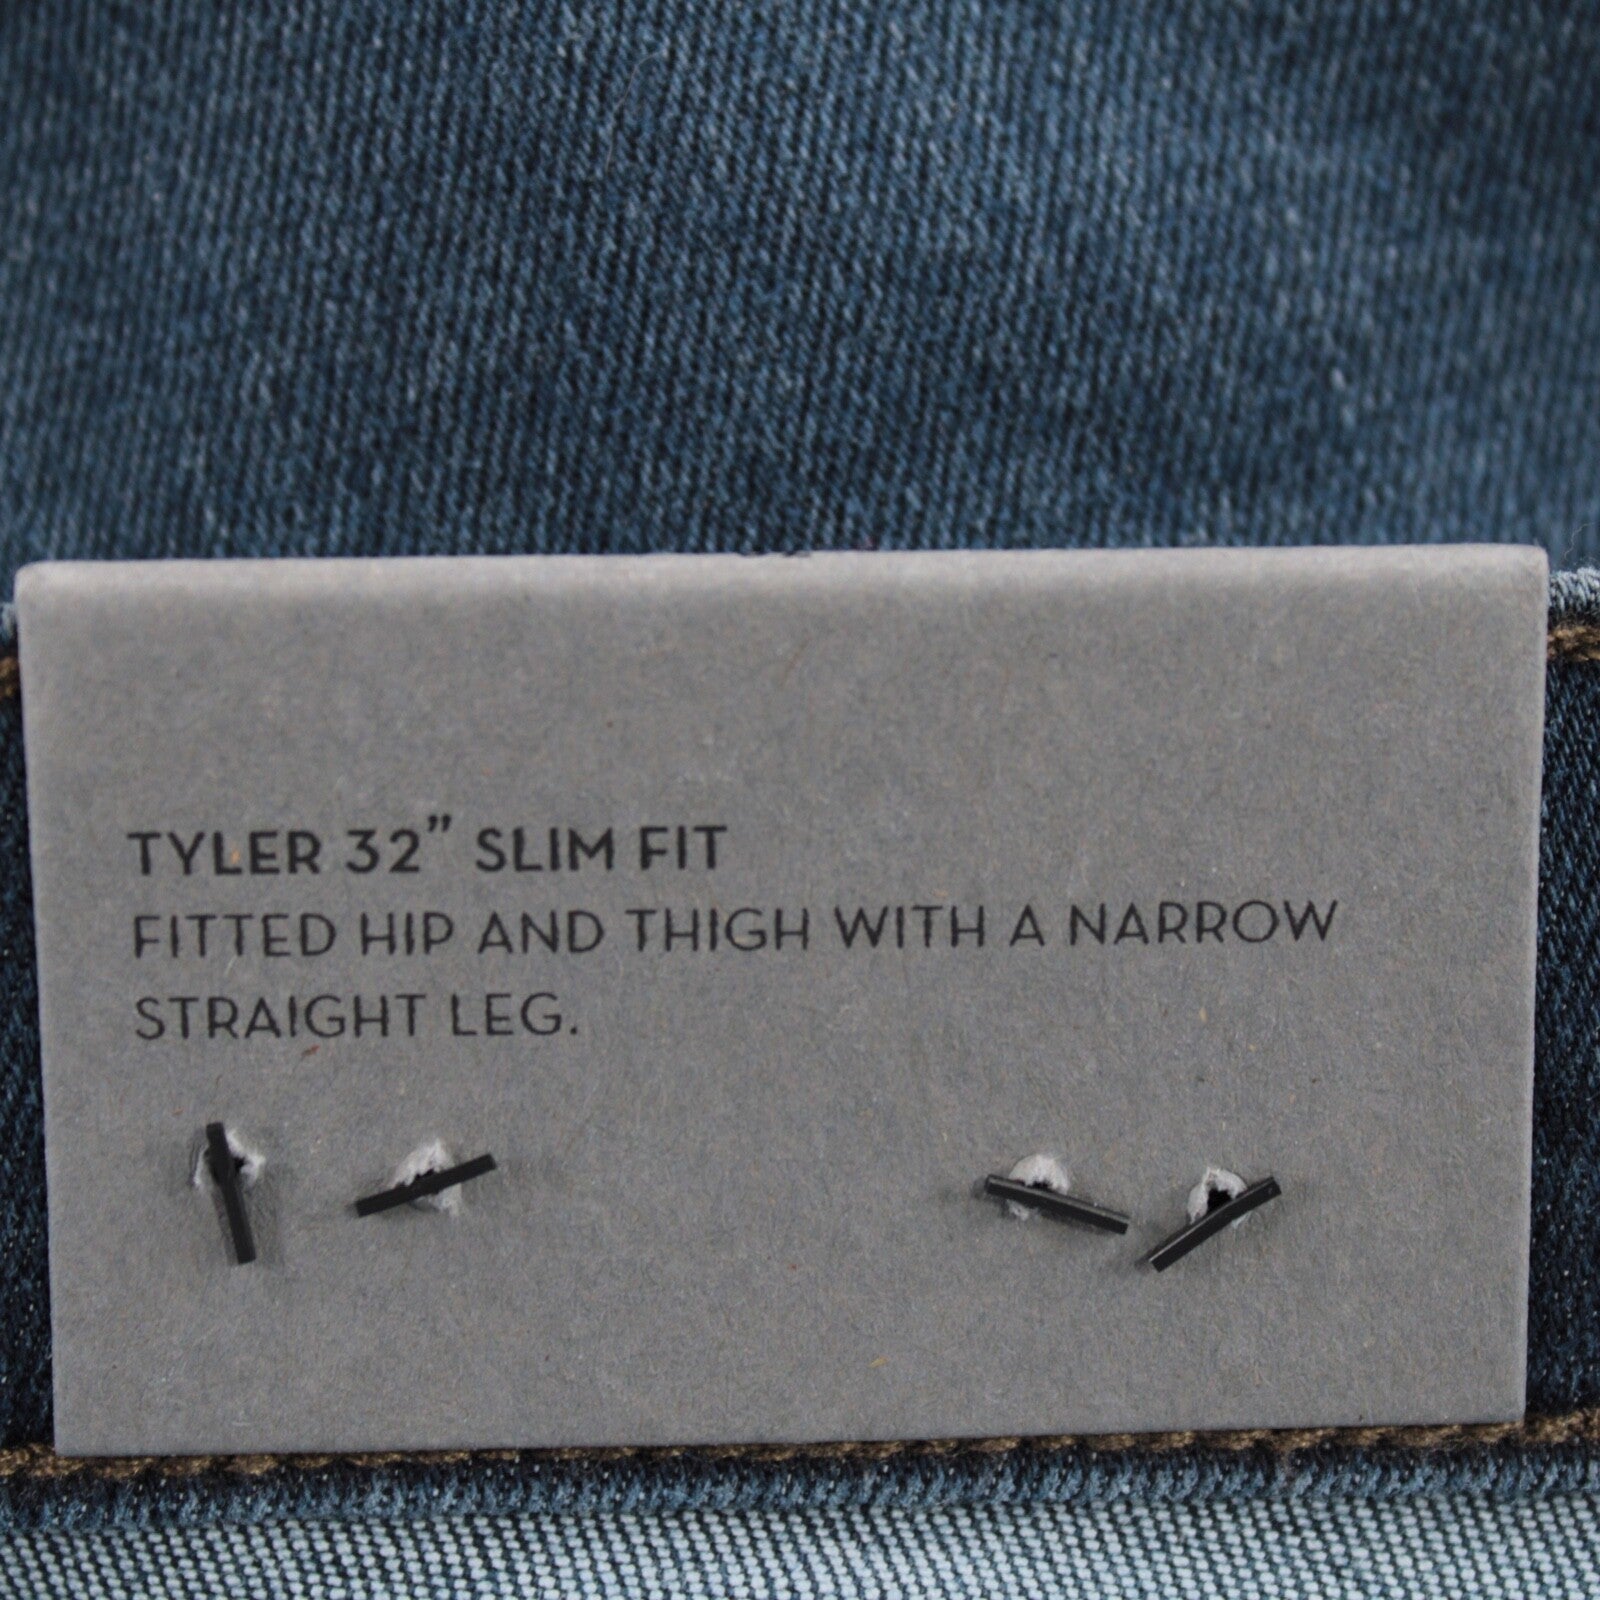 TYLER 32” SLIM FIT
FITTED HIP AND THIGH WITH A NARROW
STRAIGHT LEG.